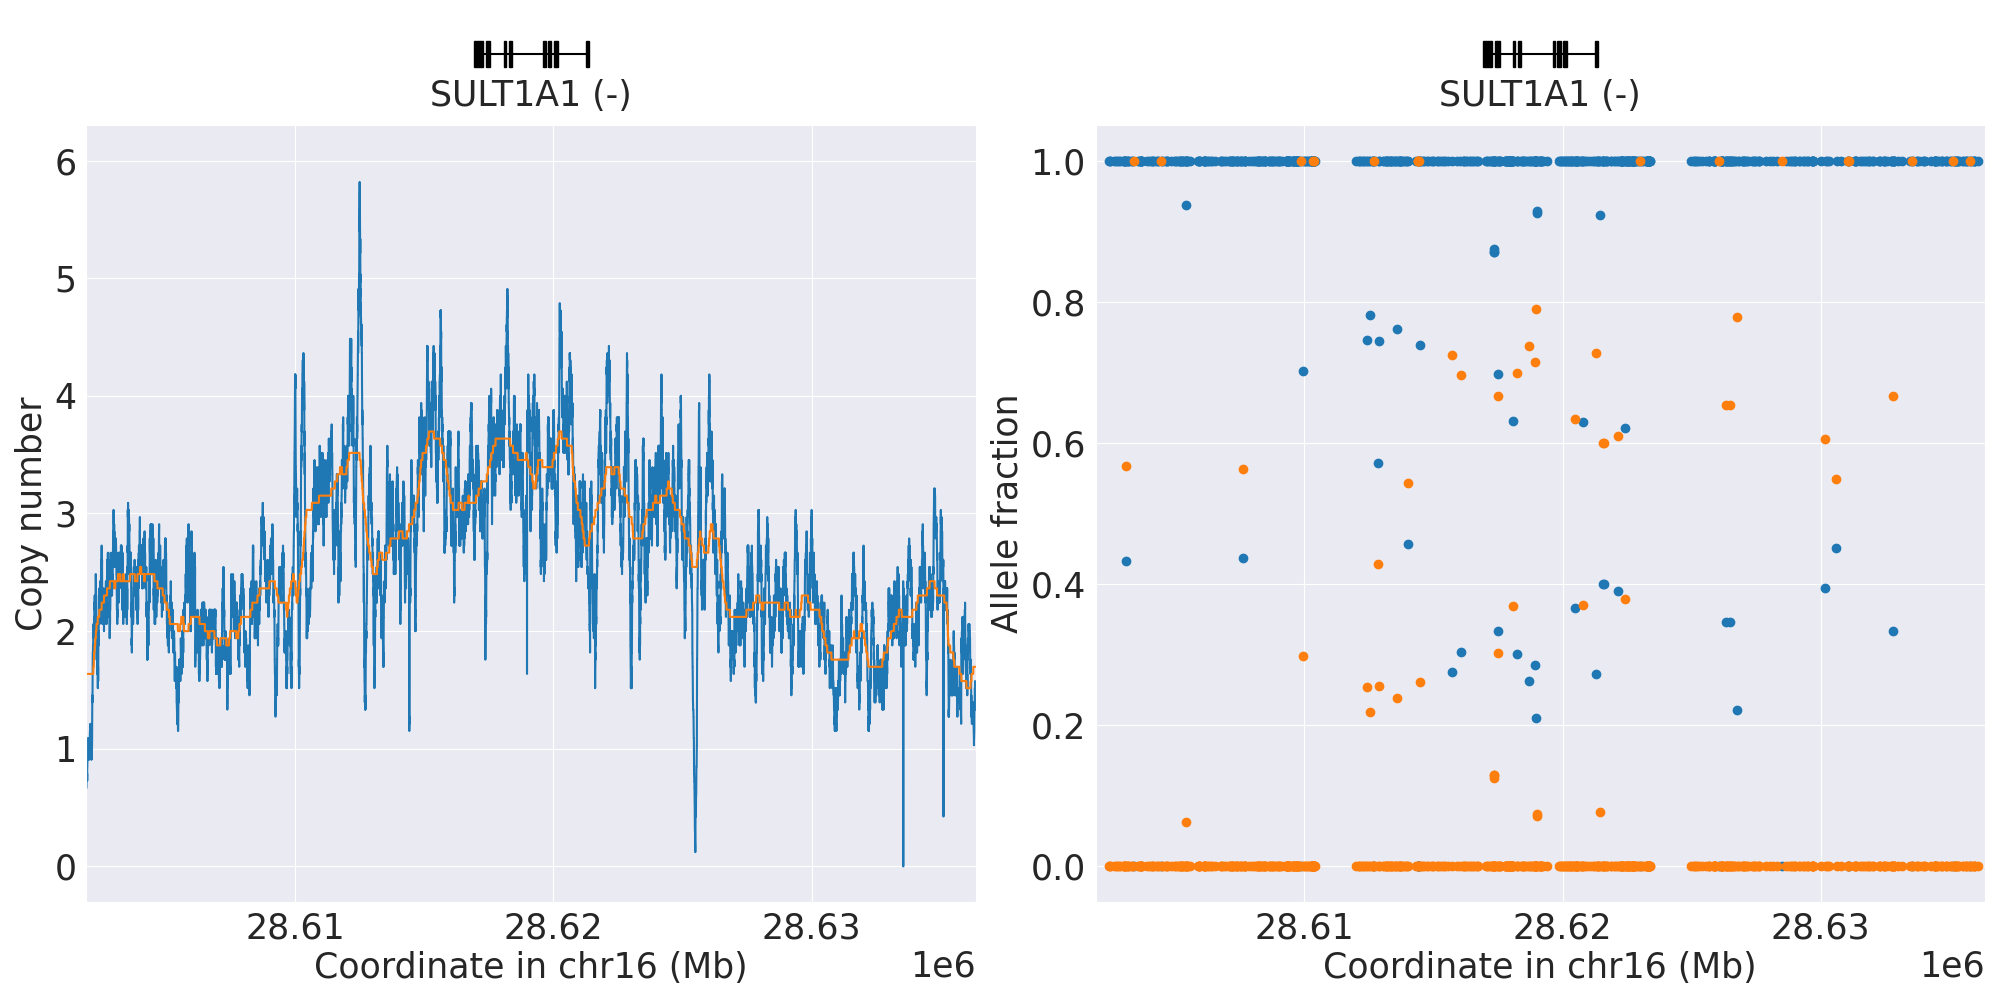 SULT1A1 (-)
Copy number
6
5
4
3
2
1
0
28.61
28.62
28.63
Coordinate in chr16 (Mb)
1e6
SULT1A1 (-)
Allele fraction
1.0
0.8
0.6
0.4
0.2
0.0
28.61
28.62
28.63
Coordinate in chr16 (Mb)
1e6